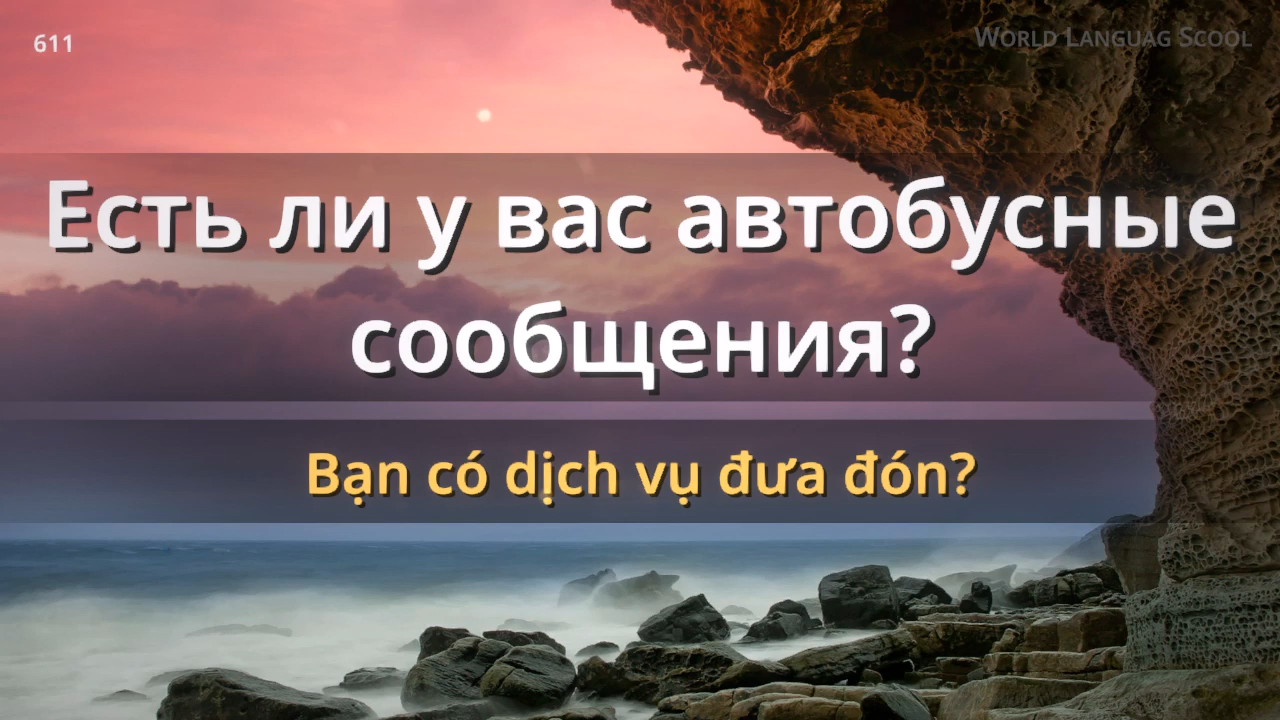 611
World Languag Scool
Есть ли у вас автобусные
сообщения?
Bạn có dịch vụ đưa đón?